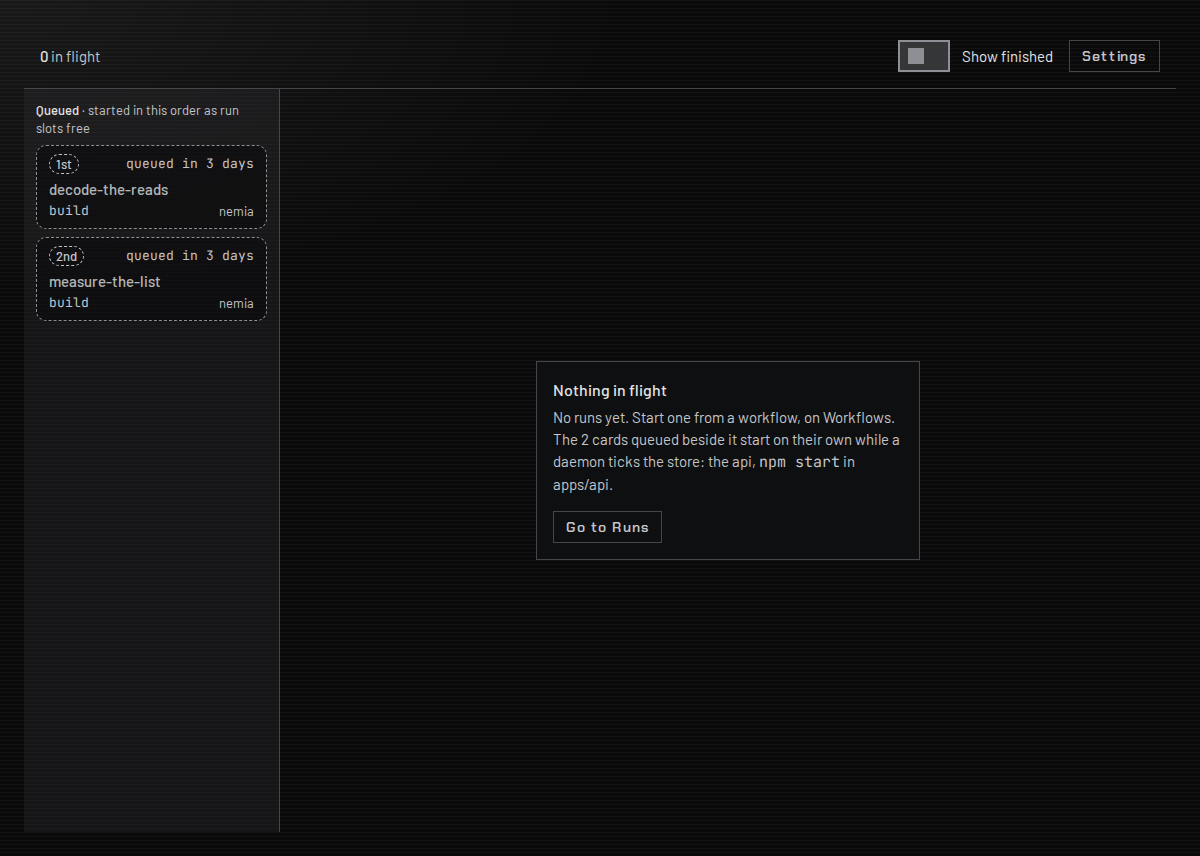 0 in flight
Show finished
Settings
Queued · started in this order as run
slots free
1st queued in 3 days
decode-the-reads
build nemia
2nd queued in 3 days
measure-the-list
build nemia
Nothing in flight
No runs yet. Start one from a workflow, on Workflows.
The 2 cards queued beside it start on their own while a
daemon ticks the store: the api, npm start in
apps/api.
Go to Runs